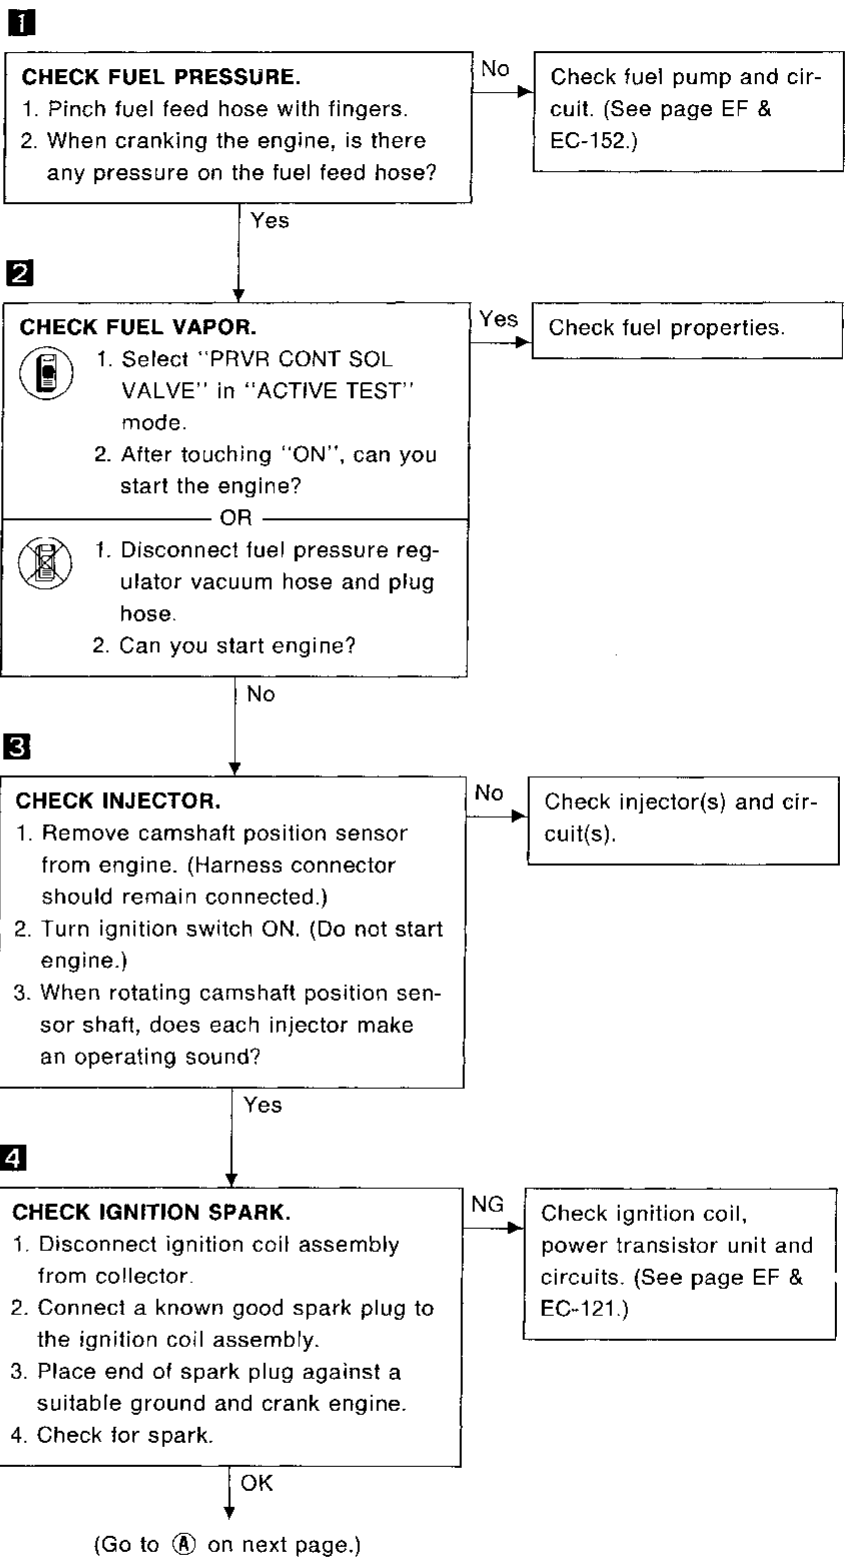 1
CHECK FUEL PRESSURE.
1. Pinch fuel feed hose with fingers.
2. When cranking the engine, is there
any pressure on the fuel feed hose?
No
Check fuel pump and cir-
cuit. (See page EF &
EC-152.)
Yes
2
CHECK FUEL VAPOR.
1. Select "PRVR CONT SOL
VALVE" in "ACTIVE TEST"
mode.
2. After touching "ON", can you
start the engine?
OR
1. Disconnect fuel pressure reg-
ulator vacuum hose and plug
hose.
2. Can you start engine?
Yes
Check fuel properties.
No
3
CHECK INJECTOR.
1. Remove camshaft position sensor
from engine. (Harness connector
should remain connected.)
2. Turn ignition switch ON. (Do not start
engine.)
3. When rotating camshaft position sen-
sor shaft, does each injector make
an operating sound?
No
Check injector(s) and cir-
cuit(s).
Yes
4
CHECK IGNITION SPARK.
1. Disconnect ignition coil assembly
from collector.
2. Connect a known good spark plug to
the ignition coil assembly.
3. Place end of spark plug against a
suitable ground and crank engine.
4. Check for spark.
NG
Check ignition coil,
power transistor unit and
circuits. (See page EF &
EC-121.)
OK
(Go to Ⓐ on next page.)